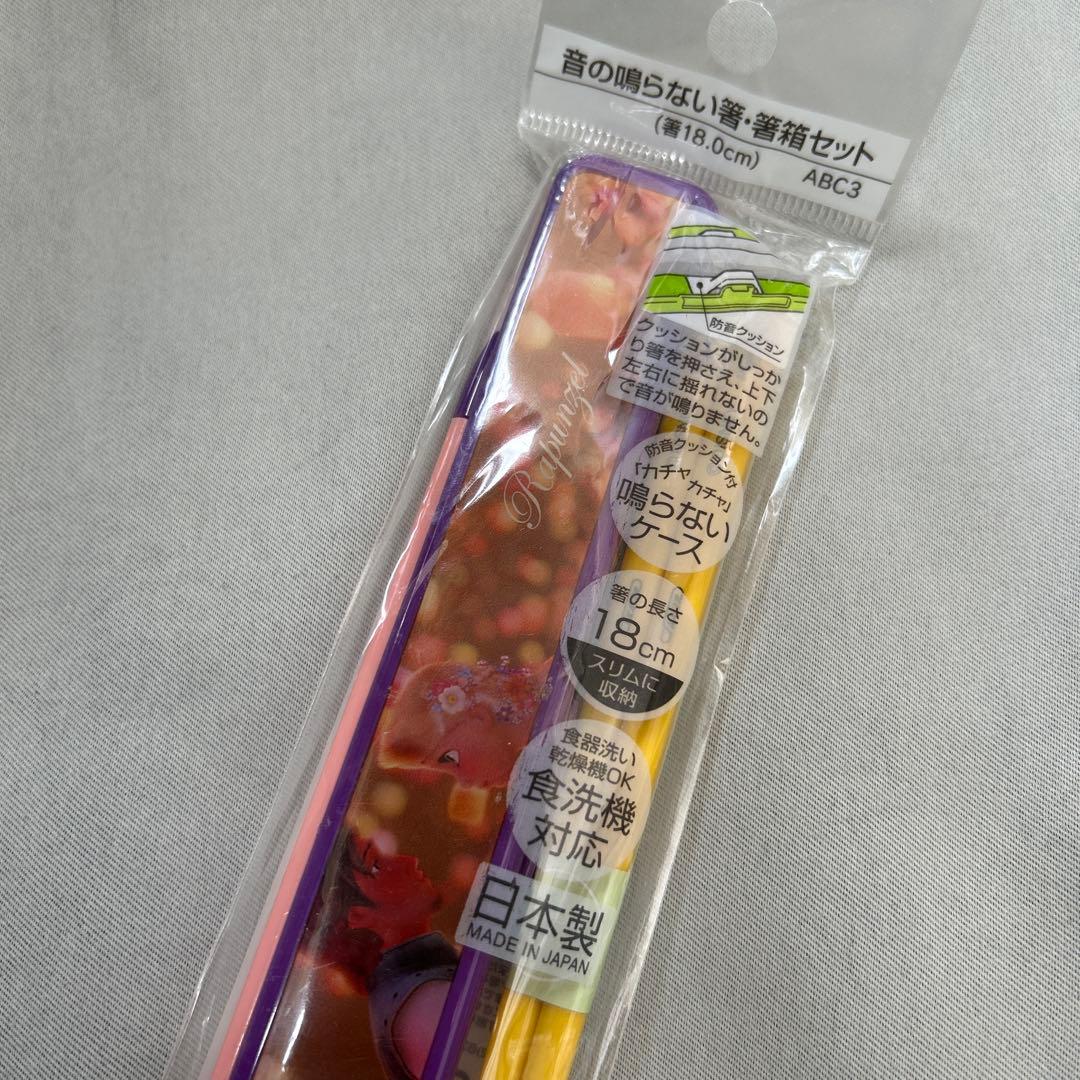 音の鳴らない箸・箸箱セット
(箸18.0cm)
ABC3
防音クッション
クッションがしっか
り箸を押さえ、上下
左右に揺れないの
で音が鳴りません。
Rapunzel
防音クッション付
「カチャカチャ」
鳴らない
ケース
箸の長さ
18cm
スリムに
収納
食器洗い
乾燥機OK
食洗機
対応
日本製
MADE IN JAPAN